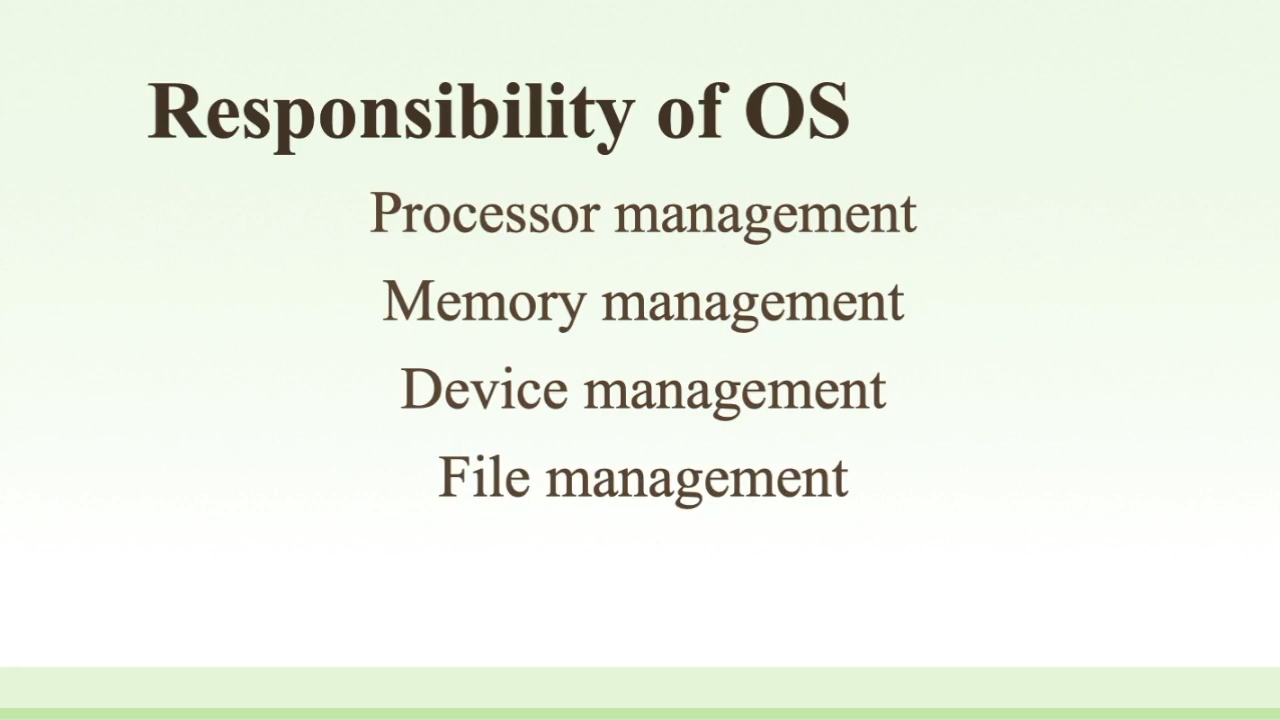 Responsibility of OS
Processor management
Memory management
Device management
File management